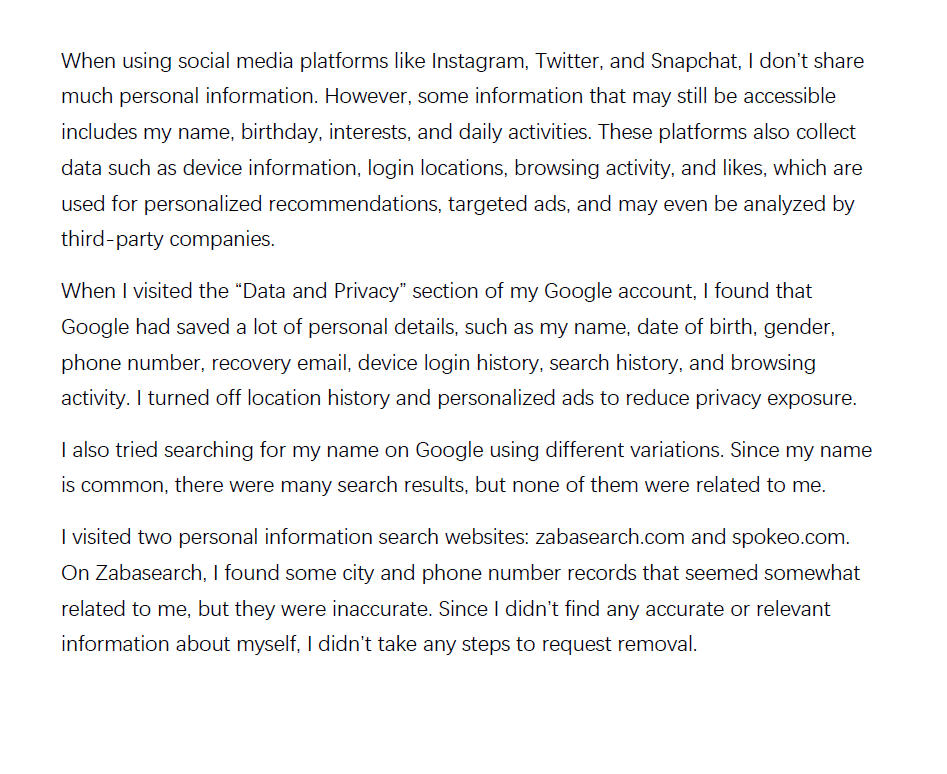 When using social media platforms like Instagram, Twitter, and Snapchat, I don’t share
much personal information. However, some information that may still be accessible
includes my name, birthday, interests, and daily activities. These platforms also collect
data such as device information, login locations, browsing activity, and likes, which are
used for personalized recommendations, targeted ads, and may even be analyzed by
third-party companies.
When I visited the “Data and Privacy” section of my Google account, I found that
Google had saved a lot of personal details, such as my name, date of birth, gender,
phone number, recovery email, device login history, search history, and browsing
activity. I turned off location history and personalized ads to reduce privacy exposure.
I also tried searching for my name on Google using different variations. Since my name
is common, there were many search results, but none of them were related to me.
I visited two personal information search websites: zabasearch.com and spokeo.com.
On Zabasearch, I found some city and phone number records that seemed somewhat
related to me, but they were inaccurate. Since I didn’t find any accurate or relevant
information about myself, I didn’t take any steps to request removal.